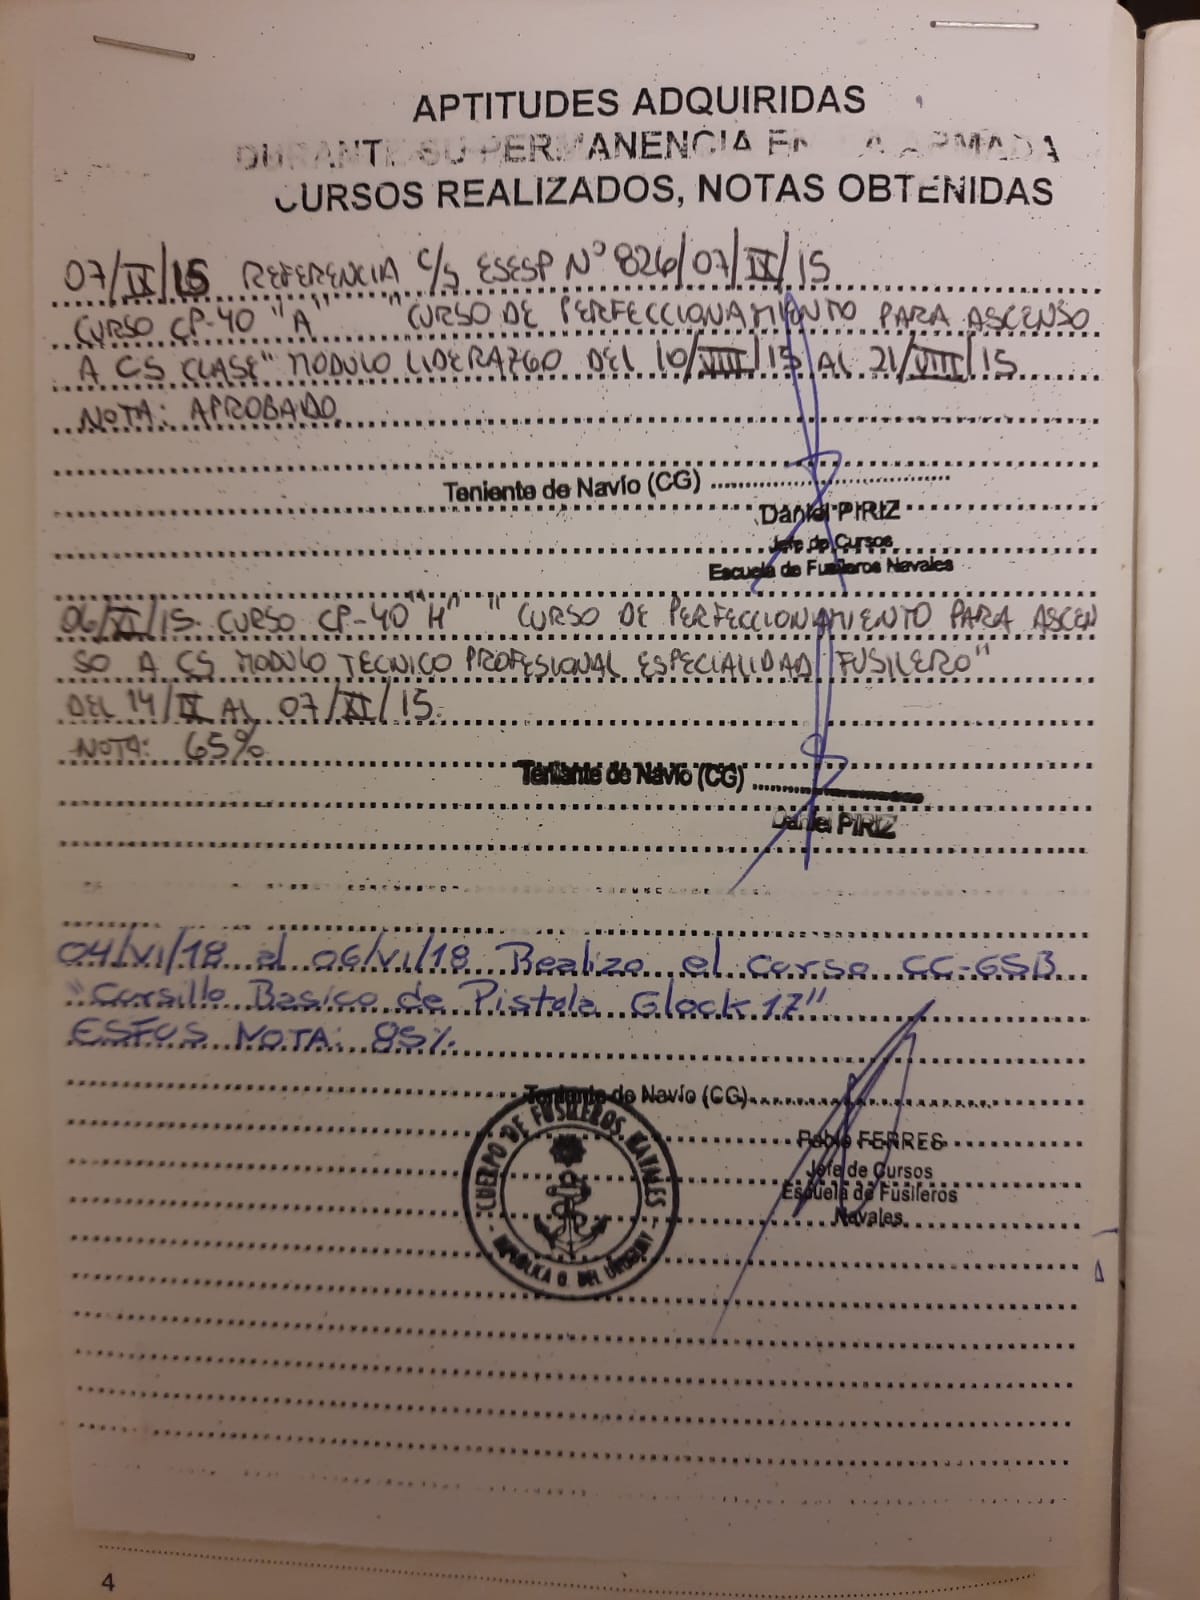 APTITUDES ADQUIRIDAS
DURANTE SU PERMANENCIA EN LA ARMADA
CURSOS REALIZADOS, NOTAS OBTENIDAS
07/IX/15 REFERENCIA C/S ESESP Nº 826/07/IX/15
CURSO CP-40 "A" "CURSO DE PERFECCIONAMIENTO PARA ASCENSO
A CS CLASE" MODULO LIDERAZGO DEL 10/VIII/15 AL 21/VIII/15
NOTA: APROBADO
Teniente de Navío (CG)
Daniel PIRIZ
Jefe de Cursos
Escuela de Fusileros Navales
06/XI/15. CURSO CP-40 "H" " CURSO DE PERFECCIONAMIENTO PARA ASCEN
SO A CS MODULO TECNICO PROFESIONAL ESPECIALIDAD FUSILERO"
DEL 14/IX AL 07/XI/15.
NOTA: 65%
Teniente de Navío (CG)
Daniel PIRIZ
04/VI/18 al 06/VI/18 Realizo el curso CC-GSB
"Cursillo Basico de Pistola Glock 17"
ESFUS NOTA: 85%
Teniente de Navío (CG)
CUERPO DE FUSILEROS NAVALES
REPÚBLICA O. DEL URUGUAY
Pablo FERRES
Jefe de Cursos
Escuela de Fusileros
Navales
4